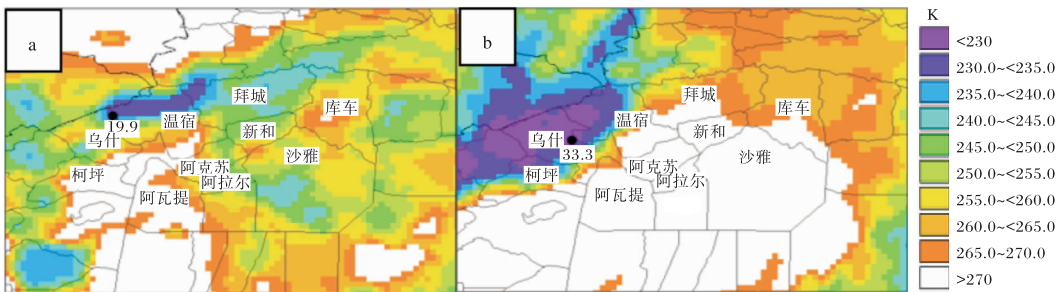 a
拜城
库车
19.9
温宿
乌什
新和
沙雅
柯坪
阿克苏
阿拉尔
阿瓦提
b
拜城
库车
温宿
新和
乌什
33.3
沙雅
柯坪
阿克苏
阿拉尔
阿瓦提
K
<230
230.0~<235.0
235.0~<240.0
240.0~<245.0
245.0~<250.0
250.0~<255.0
255.0~<260.0
260.0~<265.0
265.0~270.0
>270